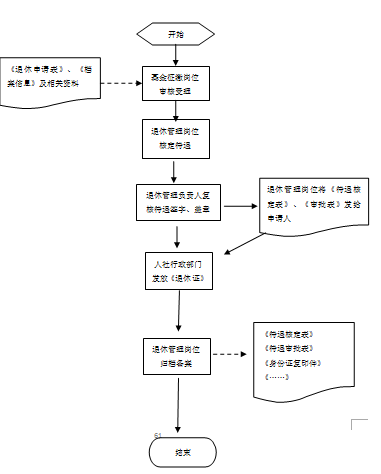 开始
《退休申请表》、《档
案信息》及相关资料
基金征缴岗位
审核受理
退休管理岗位
核定待遇
退休管理负责人复
核待遇签字、盖章
退休管理岗位将《待遇核
定表》、《审批表》发给
申请人
人社行政部门
发放《退休证》
退休管理岗位
归档备案
《待遇核定表》
《待遇审批表》
《身份证复印件》
《……》
61
结束